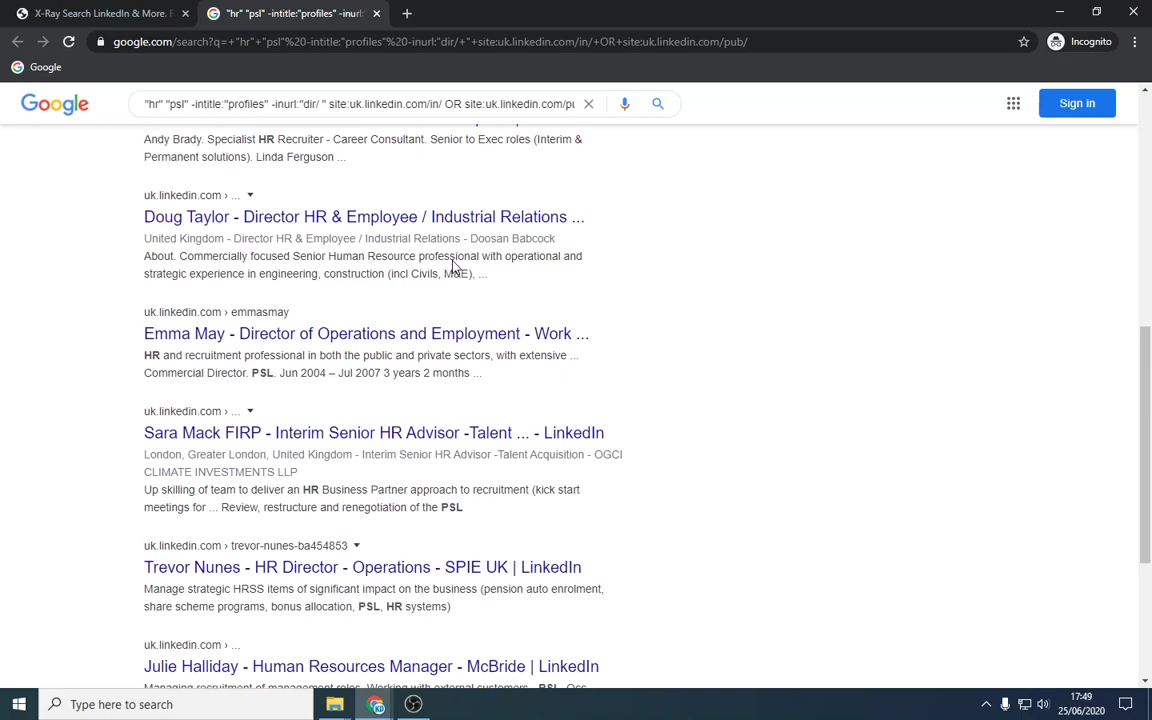 X-Ray Search LinkedIn & More. F
"hr" "psl" -intitle:"profiles" -inurl:
google.com/search?q=+"hr"+"psl"%20-intitle:"profiles"%20-inurl:"dir/+"+site:uk.linkedin.com/in/+OR+site:uk.linkedin.com/pub/
Incognito
Google
Google
"hr" "psl" -intitle:"profiles" -inurl:"dir/ " site:uk.linkedin.com/in/ OR site:uk.linkedin.com/pu
Sign in
Andy Brady. Specialist HR Recruiter - Career Consultant. Senior to Exec roles (Interim &
Permanent solutions). Linda Ferguson ...
uk.linkedin.com › ...
Doug Taylor - Director HR & Employee / Industrial Relations ...
United Kingdom - Director HR & Employee / Industrial Relations - Doosan Babcock
About. Commercially focused Senior Human Resource professional with operational and
strategic experience in engineering, construction (incl Civils, M&E), ...
uk.linkedin.com › emmasmay
Emma May - Director of Operations and Employment - Work ...
HR and recruitment professional in both the public and private sectors, with extensive ...
Commercial Director. PSL. Jun 2004 – Jul 2007 3 years 2 months ...
uk.linkedin.com › ...
Sara Mack FIRP - Interim Senior HR Advisor -Talent ... - LinkedIn
London, Greater London, United Kingdom - Interim Senior HR Advisor -Talent Acquisition - OGCI
CLIMATE INVESTMENTS LLP
Up skilling of team to deliver an HR Business Partner approach to recruitment (kick start
meetings for ... Review, restructure and renegotiation of the PSL
uk.linkedin.com › trevor-nunes-ba454853
Trevor Nunes - HR Director - Operations - SPIE UK | LinkedIn
Manage strategic HRSS items of significant impact on the business (pension auto enrolment,
share scheme programs, bonus allocation, PSL, HR systems)
uk.linkedin.com › ...
Julie Halliday - Human Resources Manager - McBride | LinkedIn
Managing recruitment of management roles. Working with external customers
Type here to search
17:49
25/06/2020